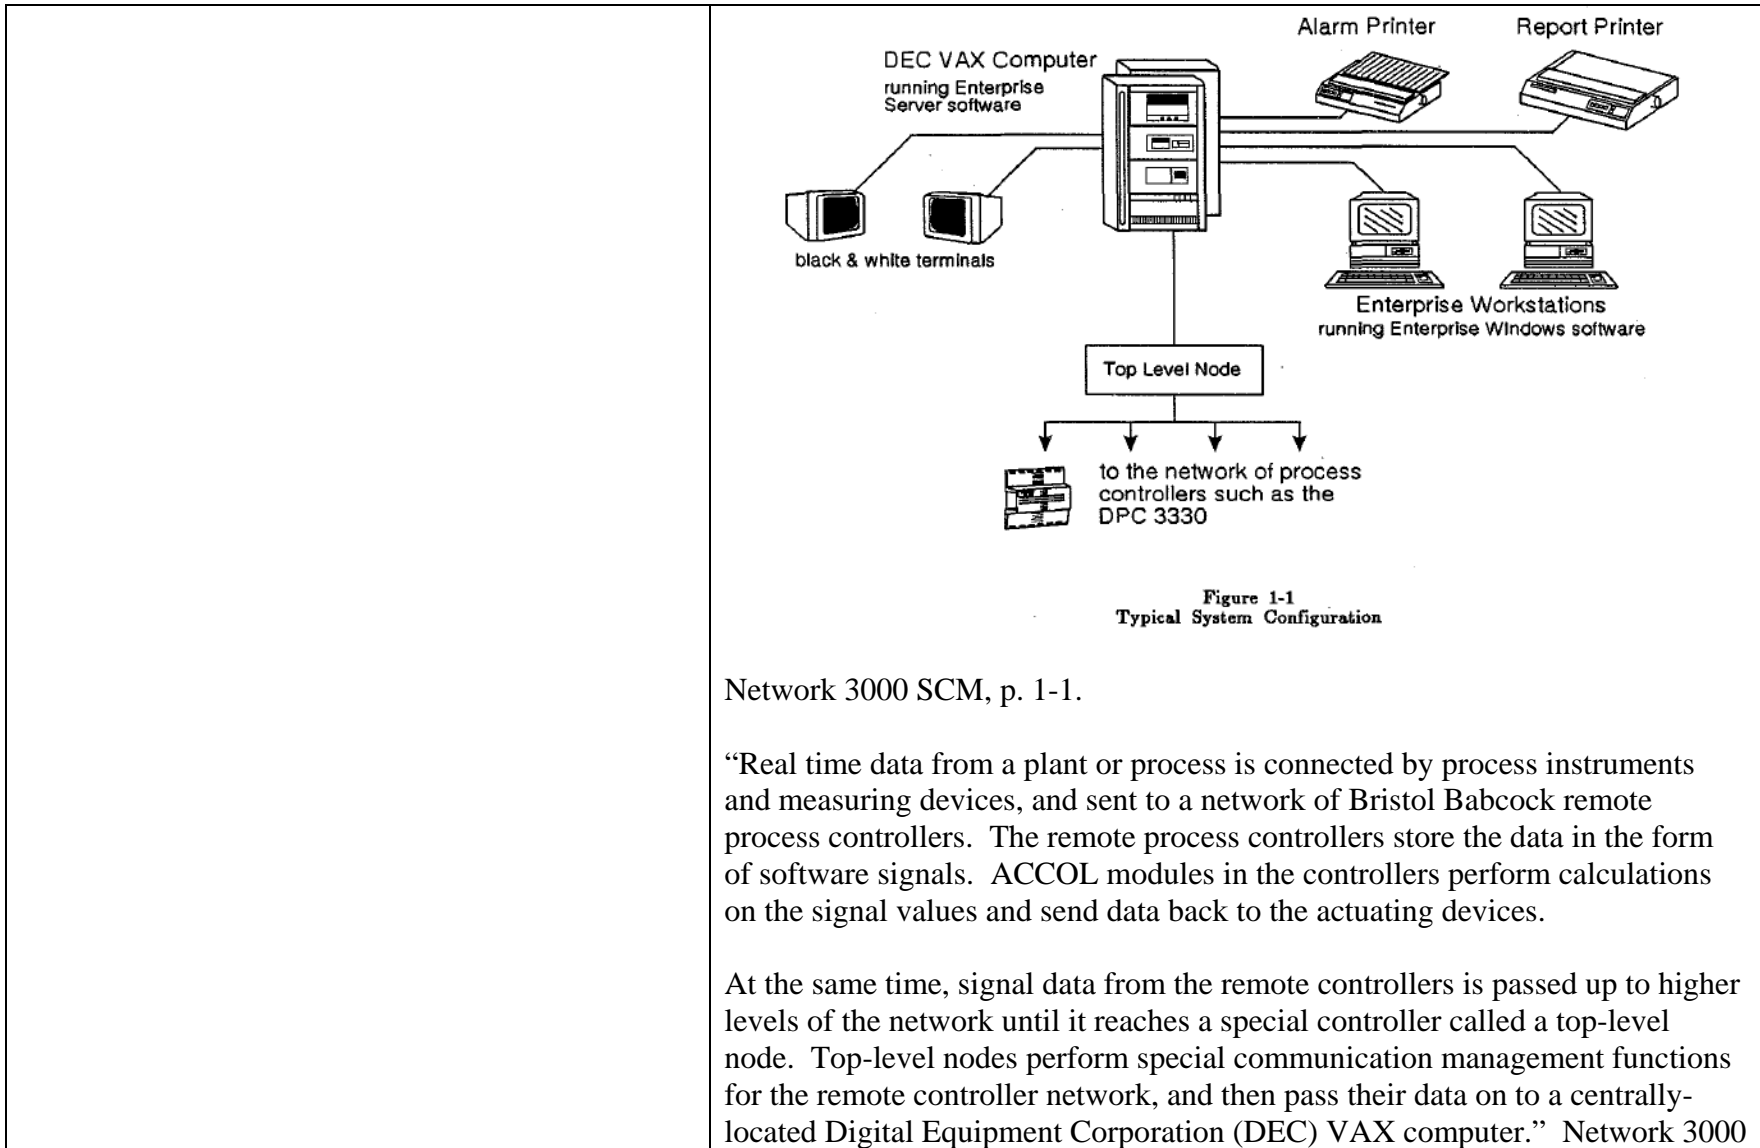 Alarm Printer
Report Printer
DEC VAX Computer
running Enterprise
Server software
black & white terminals
Enterprise Workstations
running Enterprise Windows software
Top Level Node
to the network of process
controllers such as the
DPC 3330
Figure 1-1
Typical System Configuration
Network 3000 SCM, p. 1-1.
“Real time data from a plant or process is connected by process instruments
and measuring devices, and sent to a network of Bristol Babcock remote
process controllers.  The remote process controllers store the data in the form
of software signals.  ACCOL modules in the controllers perform calculations
on the signal values and send data back to the actuating devices.
At the same time, signal data from the remote controllers is passed up to higher
levels of the network until it reaches a special controller called a top-level
node.  Top-level nodes perform special communication management functions
for the remote controller network, and then pass their data on to a centrally-
located Digital Equipment Corporation (DEC) VAX computer.”  Network 3000